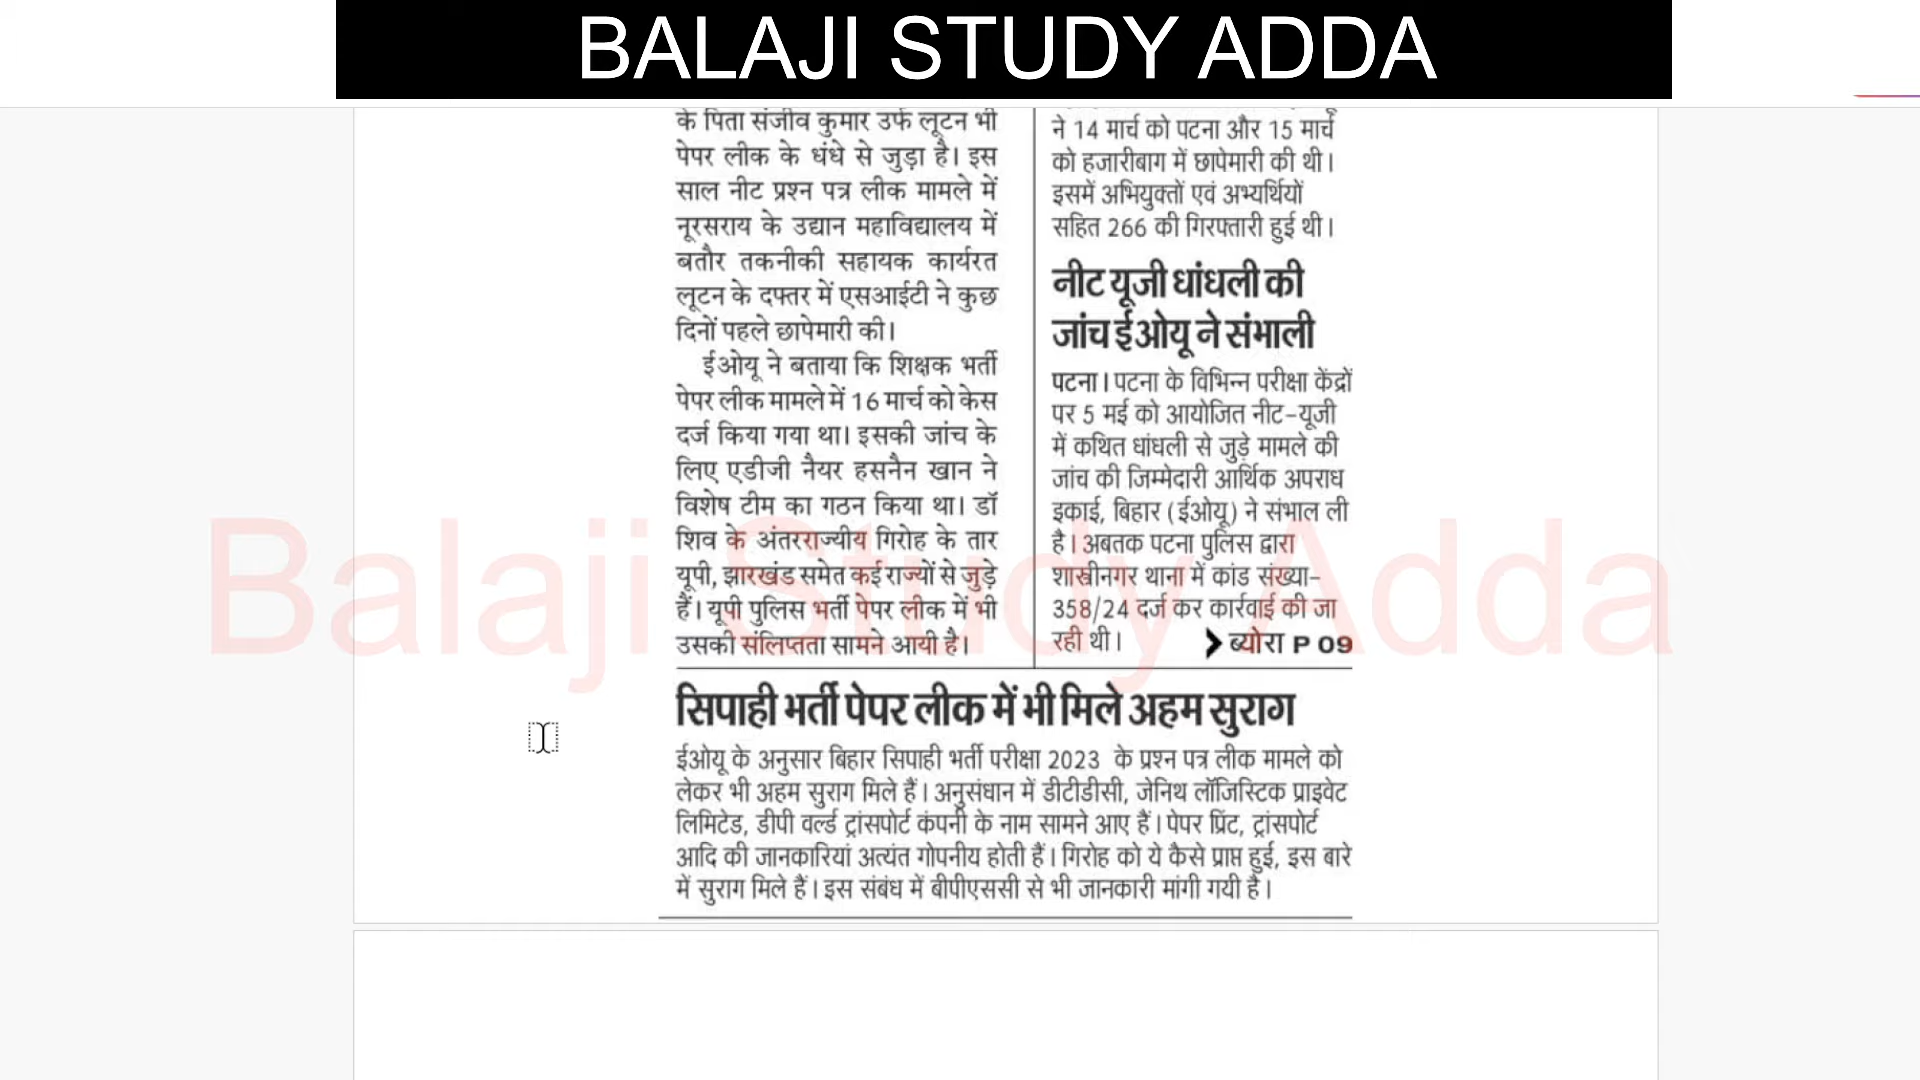 BALAJI STUDY ADDA
के पिता संजीव कुमार उर्फ लूटन भी
पेपर लीक के धंधे से जुड़ा है। इस
साल नीट प्रश्न पत्र लीक मामले में
नूरसराय के उद्यान महाविद्यालय में
बतौर तकनीकी सहायक कार्यरत
लूटन के दफ्तर में एसआईटी ने कुछ
दिनों पहले छापेमारी की।
ईओयू ने बताया कि शिक्षक भर्ती
पेपर लीक मामले में 16 मार्च को केस
दर्ज किया गया था। इसकी जांच के
लिए एडीजी नैयर हसनैन खान ने
विशेष टीम का गठन किया था। डॉ
शिव के अंतरराज्यीय गिरोह के तार
यूपी, झारखंड समेत कई राज्यों से जुड़े
हैं। यूपी पुलिस भर्ती पेपर लीक में भी
उसकी संलिप्तता सामने आयी है।
ने 14 मार्च को पटना और 15 मार्च
को हजारीबाग में छापेमारी की थी।
इसमें अभियुक्तों एवं अभ्यर्थियों
सहित 266 की गिरफ्तारी हुई थी।
नीट यूजी धांधली की
जांच ईओयू ने संभाली
पटना। पटना के विभिन्न परीक्षा केंद्रों
पर 5 मई को आयोजित नीट-यूजी
में कथित धांधली से जुड़े मामले की
जांच की जिम्मेदारी आर्थिक अपराध
इकाई, बिहार (ईओयू) ने संभाल ली
है। अबतक पटना पुलिस द्वारा
शास्त्रीनगर थाना में कांड संख्या-
358/24 दर्ज कर कार्रवाई की जा
रही थी। ❯ ब्योरा P 09
सिपाही भर्ती पेपर लीक में भी मिले अहम सुराग
ईओयू के अनुसार बिहार सिपाही भर्ती परीक्षा 2023 के प्रश्न पत्र लीक मामले को
लेकर भी अहम सुराग मिले हैं। अनुसंधान में डीटीडीसी, जेनिथ लॉजिस्टिक प्राइवेट
लिमिटेड, डीपी वर्ल्ड ट्रांसपोर्ट कंपनी के नाम सामने आए हैं। पेपर प्रिंट, ट्रांसपोर्ट
आदि की जानकारियां अत्यंत गोपनीय होती हैं। गिरोह को ये कैसे प्राप्त हुई, इस बारे
में सुराग मिले हैं। इस संबंध में बीपीएससी से भी जानकारी मांगी गयी है।
Balaji Study Adda